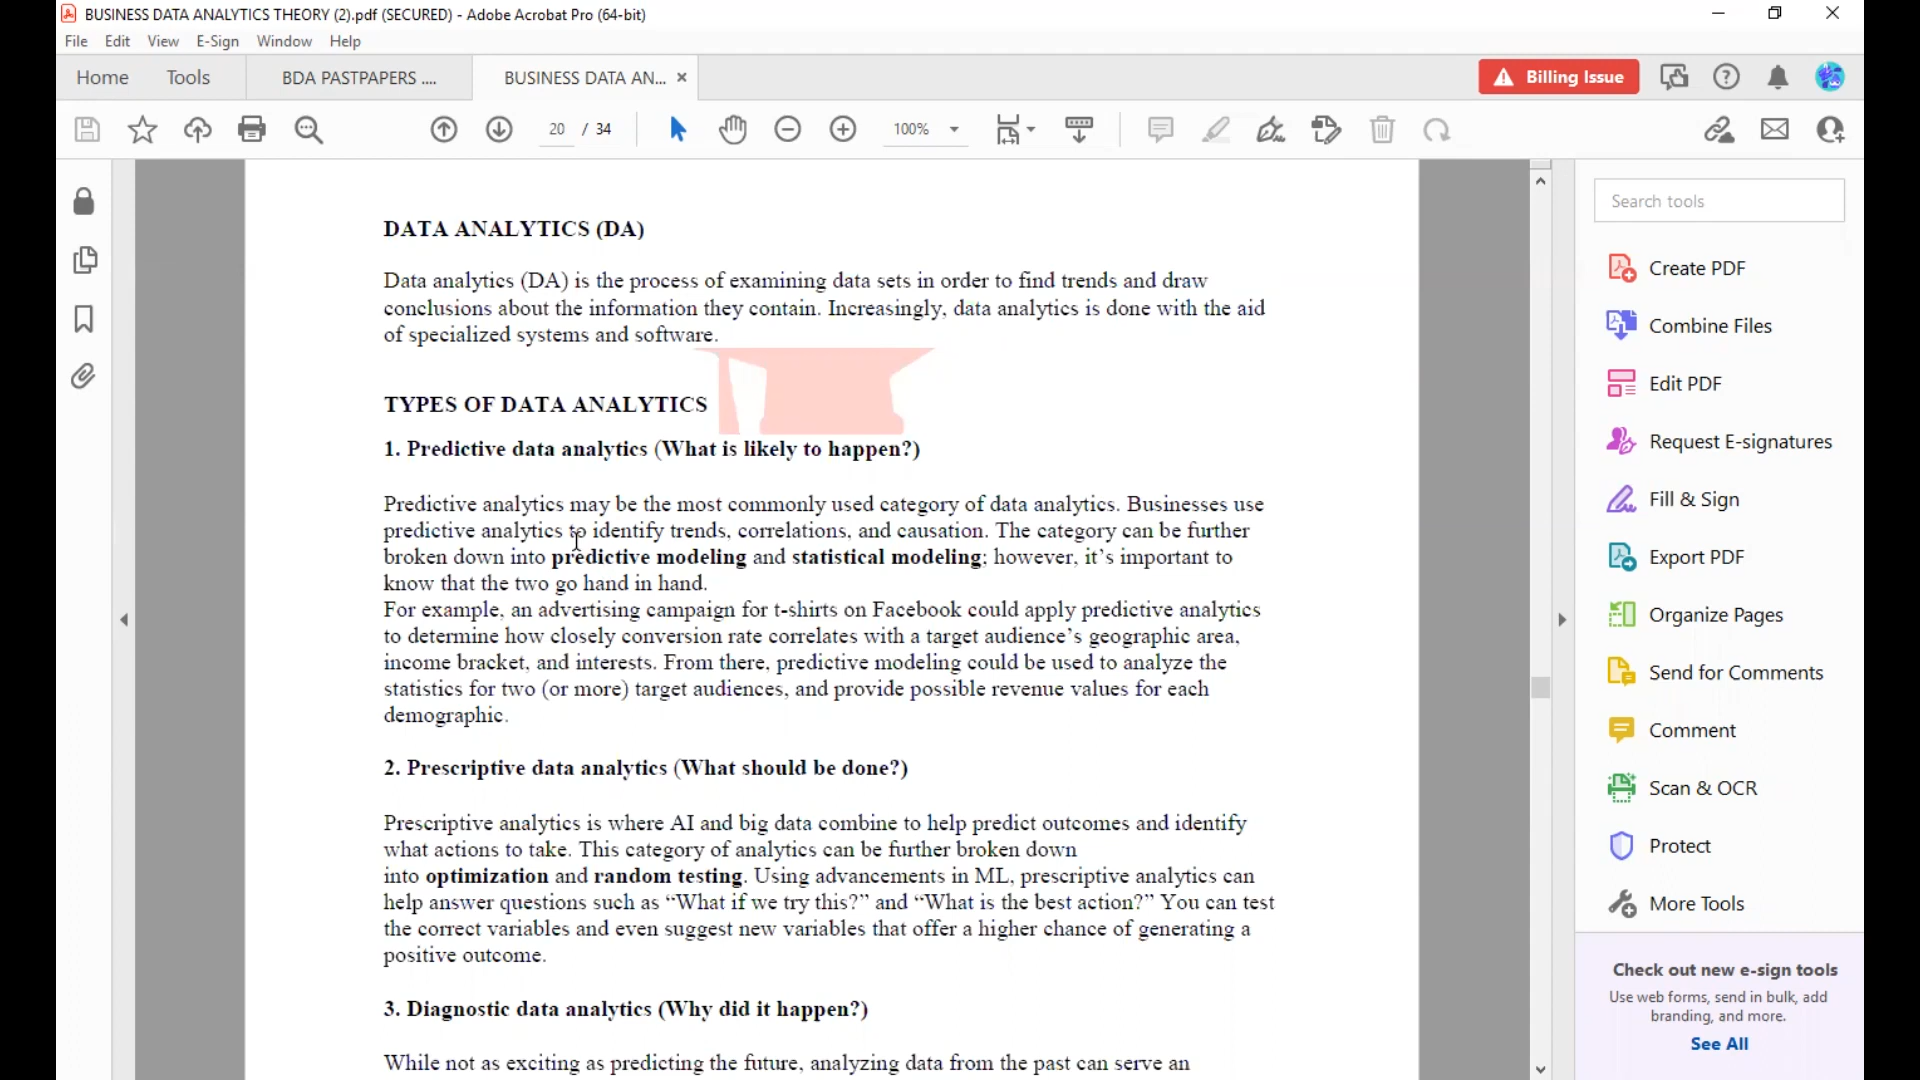 BUSINESS DATA ANALYTICS THEORY (2).pdf (SECURED) - Adobe Acrobat Pro (64-bit)
File Edit View E-Sign Window Help
Home Tools BDA PASTPAPERS .... BUSINESS DATA AN... × Billing Issue
20 / 34 100%
Search tools
Create PDF
Combine Files
Edit PDF
Request E-signatures
Fill & Sign
Export PDF
Organize Pages
Send for Comments
Comment
Scan & OCR
Protect
More Tools
Check out new e-sign tools
Use web forms, send in bulk, add
branding, and more.
See All
DATA ANALYTICS (DA)
Data analytics (DA) is the process of examining data sets in order to find trends and draw
conclusions about the information they contain. Increasingly, data analytics is done with the aid
of specialized systems and software.
TYPES OF DATA ANALYTICS
1. Predictive data analytics (What is likely to happen?)
Predictive analytics may be the most commonly used category of data analytics. Businesses use
predictive analytics to identify trends, correlations, and causation. The category can be further
broken down into predictive modeling and statistical modeling; however, it's important to
know that the two go hand in hand.
For example, an advertising campaign for t-shirts on Facebook could apply predictive analytics
to determine how closely conversion rate correlates with a target audience's geographic area,
income bracket, and interests. From there, predictive modeling could be used to analyze the
statistics for two (or more) target audiences, and provide possible revenue values for each
demographic.
2. Prescriptive data analytics (What should be done?)
Prescriptive analytics is where AI and big data combine to help predict outcomes and identify
what actions to take. This category of analytics can be further broken down
into optimization and random testing. Using advancements in ML, prescriptive analytics can
help answer questions such as "What if we try this?" and "What is the best action?" You can test
the correct variables and even suggest new variables that offer a higher chance of generating a
positive outcome.
3. Diagnostic data analytics (Why did it happen?)
While not as exciting as predicting the future, analyzing data from the past can serve an